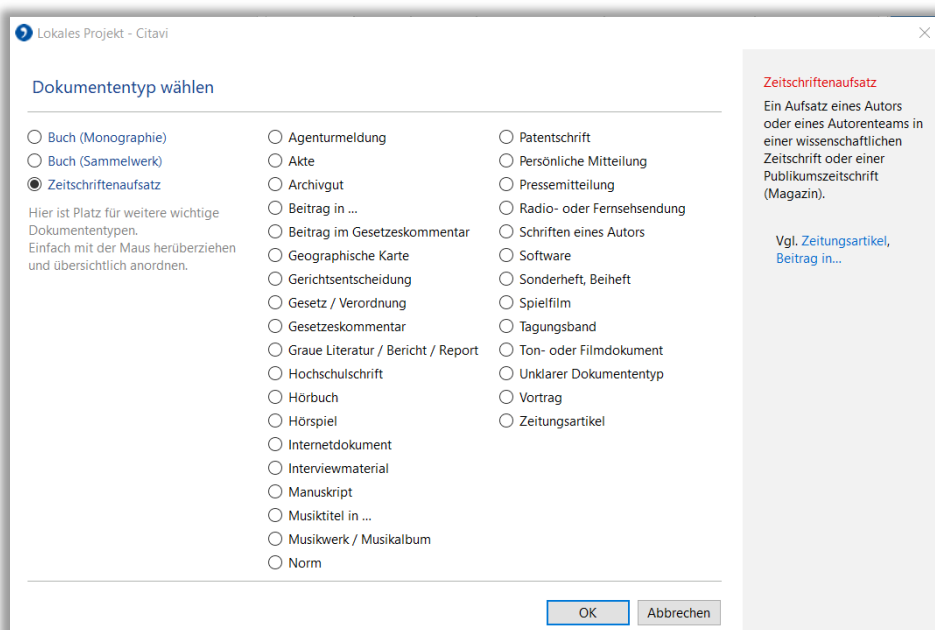 Lokales Projekt - Citavi
Dokumententyp wählen
Buch (Monographie)
Buch (Sammelwerk)
Zeitschriftenaufsatz
Hier ist Platz für weitere wichtige
Dokumententypen.
Einfach mit der Maus herüberziehen
und übersichtlich anordnen.
Agenturmeldung
Akte
Archivgut
Beitrag in ...
Beitrag im Gesetzeskommentar
Geographische Karte
Gerichtsentscheidung
Gesetz / Verordnung
Gesetzeskommentar
Graue Literatur / Bericht / Report
Hochschulschrift
Hörbuch
Hörspiel
Internetdokument
Interviewmaterial
Manuskript
Musiktitel in ...
Musikwerk / Musikalbum
Norm
Patentschrift
Persönliche Mitteilung
Pressemitteilung
Radio- oder Fernsehsendung
Schriften eines Autors
Software
Sonderheft, Beiheft
Spielfilm
Tagungsband
Ton- oder Filmdokument
Unklarer Dokumententyp
Vortrag
Zeitungsartikel
Zeitschriftenaufsatz
Ein Aufsatz eines Autors
oder eines Autorenteams in
einer wissenschaftlichen
Zeitschrift oder einer
Publikumszeitschrift
(Magazin).
Vgl. Zeitungsartikel,
Beitrag in...
OK
Abbrechen